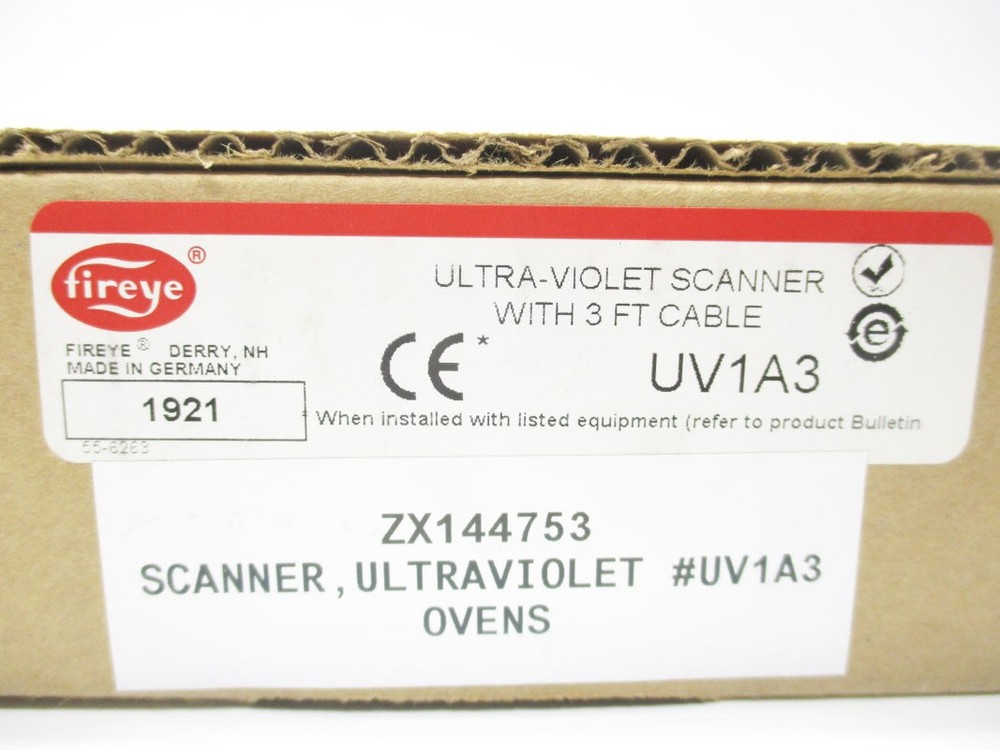 fireye®
ULTRA-VIOLET SCANNER
WITH 3 FT CABLE
FIREYE® DERRY, NH
MADE IN GERMANY
CE*
UV1A3
1921
* When installed with listed equipment (refer to product Bulletin
55-6263
e
ZX144753
SCANNER,ULTRAVIOLET #UV1A3
OVENS